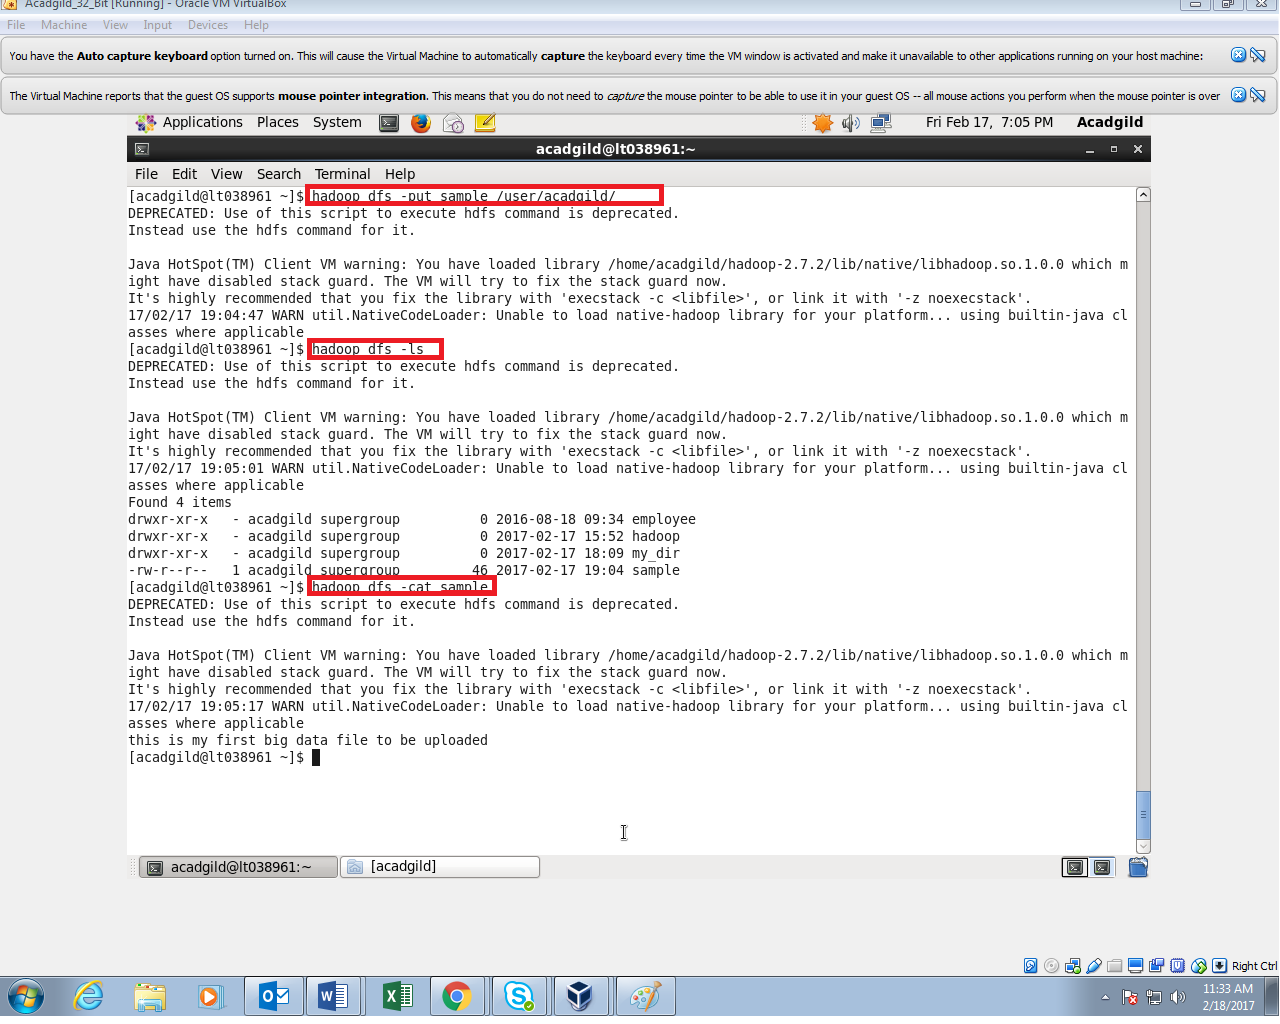 Acadgild_32_Bit [Running] - Oracle VM VirtualBox
File Machine View Input Devices Help
You have the Auto capture keyboard option turned on. This will cause the Virtual Machine to automatically capture the keyboard every time the VM window is activated and make it unavailable to other applications running on your host machine:
The Virtual Machine reports that the guest OS supports mouse pointer integration. This means that you do not need to capture the mouse pointer to be able to use it in your guest OS -- all mouse actions you perform when the mouse pointer is over
Applications Places System Fri Feb 17, 7:05 PM Acadgild
acadgild@lt038961:~
File Edit View Search Terminal Help
[acadgild@lt038961 ~]$ hadoop dfs -put sample /user/acadgild/
DEPRECATED: Use of this script to execute hdfs command is deprecated.
Instead use the hdfs command for it.
Java HotSpot(TM) Client VM warning: You have loaded library /home/acadgild/hadoop-2.7.2/lib/native/libhadoop.so.1.0.0 which m
ight have disabled stack guard. The VM will try to fix the stack guard now.
It's highly recommended that you fix the library with 'execstack -c <libfile>', or link it with '-z noexecstack'.
17/02/17 19:04:47 WARN util.NativeCodeLoader: Unable to load native-hadoop library for your platform... using builtin-java cl
asses where applicable
[acadgild@lt038961 ~]$ hadoop dfs -ls
DEPRECATED: Use of this script to execute hdfs command is deprecated.
Instead use the hdfs command for it.
Java HotSpot(TM) Client VM warning: You have loaded library /home/acadgild/hadoop-2.7.2/lib/native/libhadoop.so.1.0.0 which m
ight have disabled stack guard. The VM will try to fix the stack guard now.
It's highly recommended that you fix the library with 'execstack -c <libfile>', or link it with '-z noexecstack'.
17/02/17 19:05:01 WARN util.NativeCodeLoader: Unable to load native-hadoop library for your platform... using builtin-java cl
asses where applicable
Found 4 items
drwxr-xr-x   - acadgild supergroup          0 2016-08-18 09:34 employee
drwxr-xr-x   - acadgild supergroup          0 2017-02-17 15:52 hadoop
drwxr-xr-x   - acadgild supergroup          0 2017-02-17 18:09 my_dir
-rw-r--r--   1 acadgild supergroup         46 2017-02-17 19:04 sample
[acadgild@lt038961 ~]$ hadoop dfs -cat sample
DEPRECATED: Use of this script to execute hdfs command is deprecated.
Instead use the hdfs command for it.
Java HotSpot(TM) Client VM warning: You have loaded library /home/acadgild/hadoop-2.7.2/lib/native/libhadoop.so.1.0.0 which m
ight have disabled stack guard. The VM will try to fix the stack guard now.
It's highly recommended that you fix the library with 'execstack -c <libfile>', or link it with '-z noexecstack'.
17/02/17 19:05:17 WARN util.NativeCodeLoader: Unable to load native-hadoop library for your platform... using builtin-java cl
asses where applicable
this is my first big data file to be uploaded
[acadgild@lt038961 ~]$
acadgild@lt038961:~ [acadgild]
Right Ctrl
11:33 AM
2/18/2017